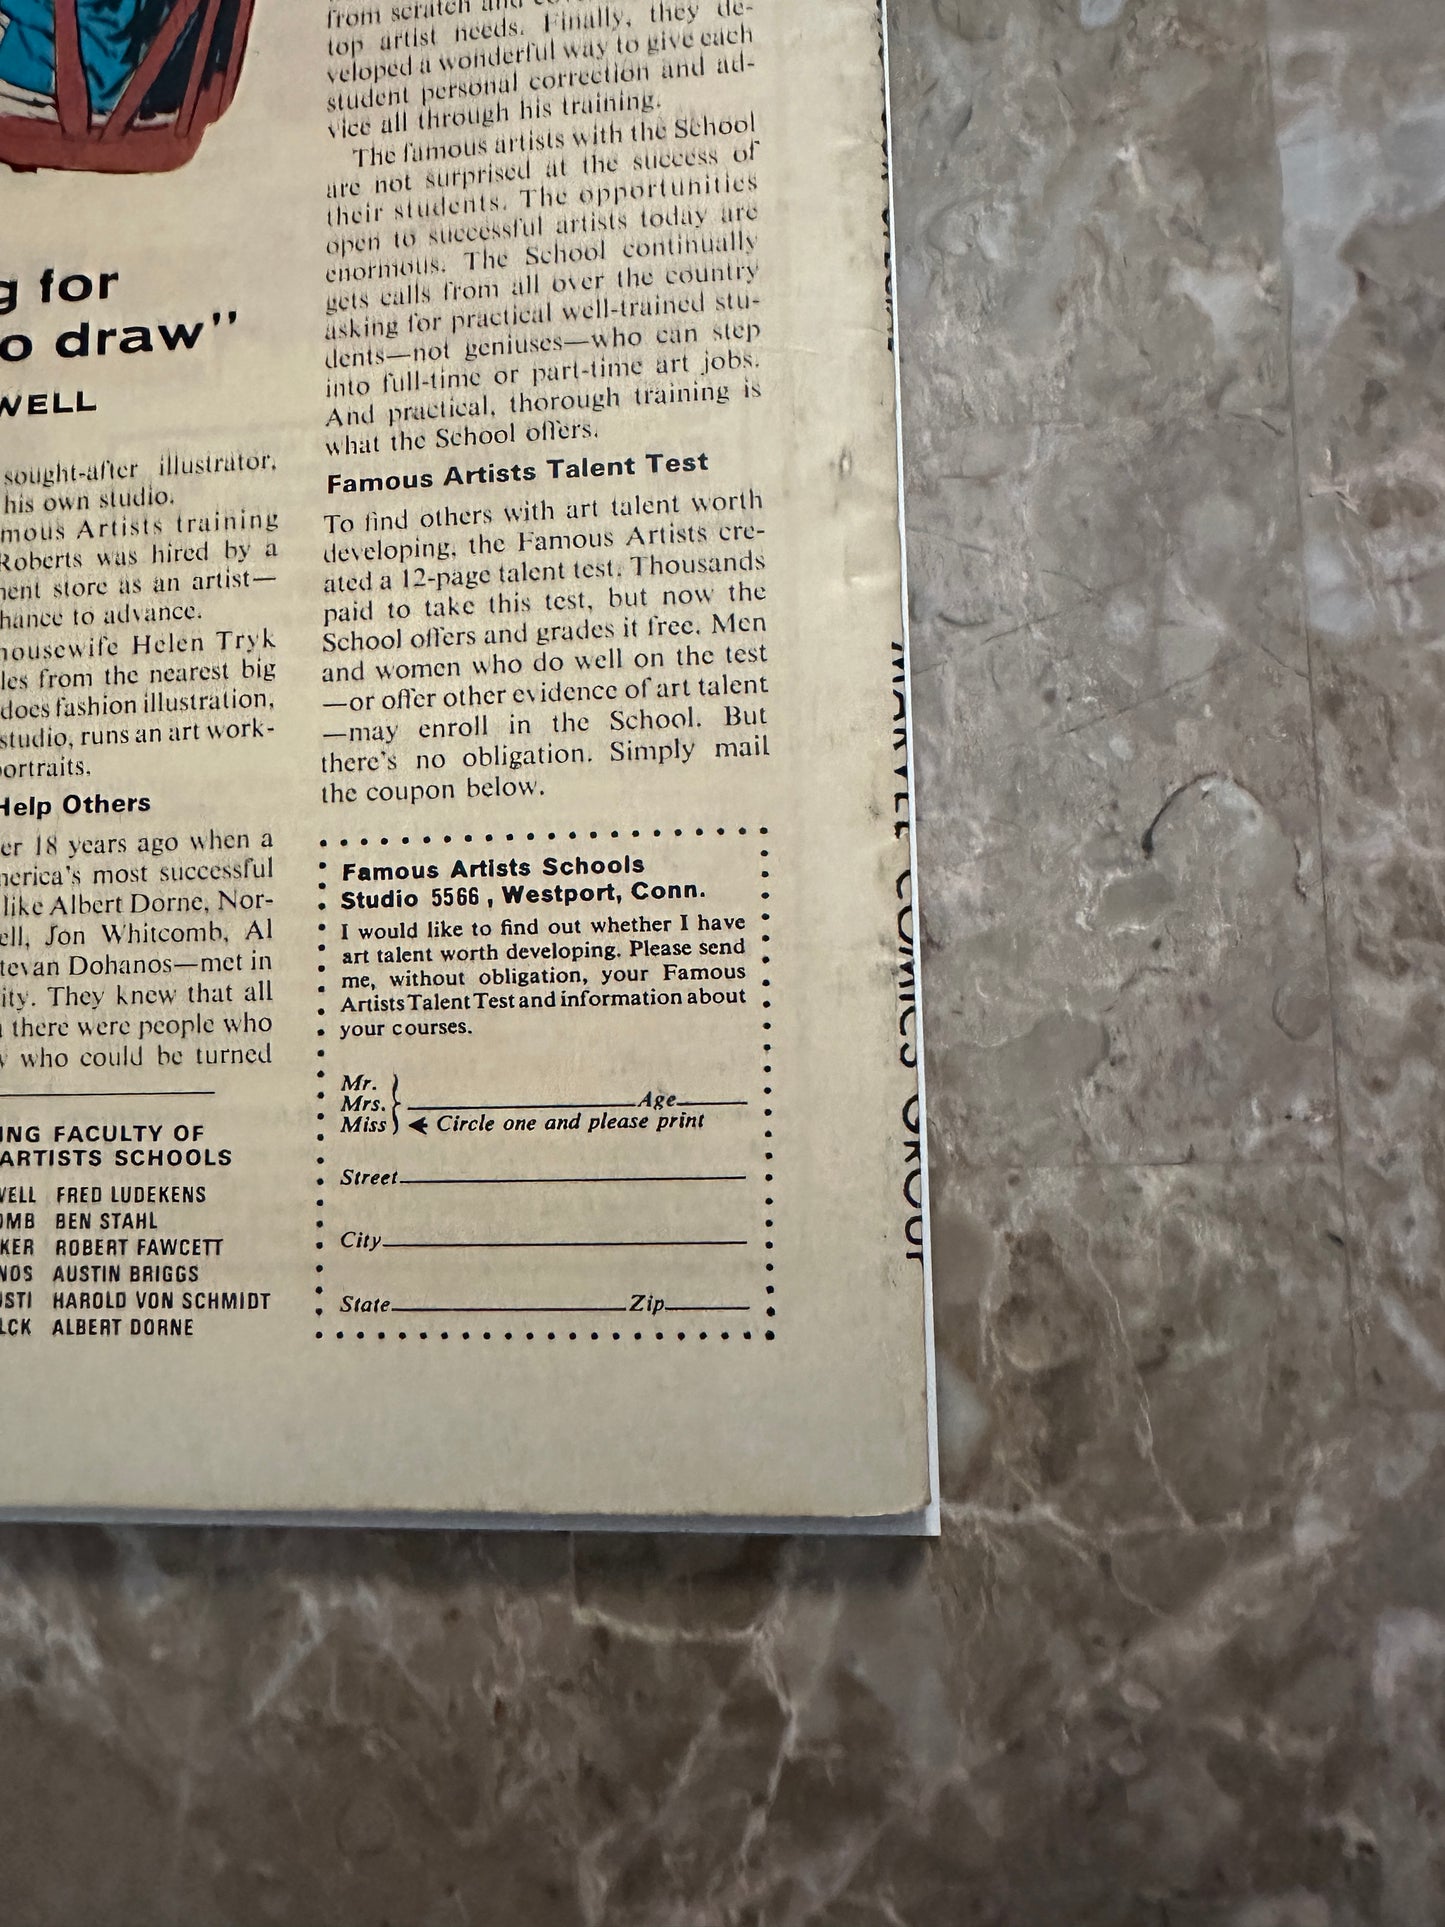 g for
o draw"
WELL
sought-after illustrator,
his own studio.
mous Artists training
Roberts was hired by a
ment store as an artist—
hance to advance.
housewife Helen Tryk
les from the nearest big
does fashion illustration,
studio, runs an art work-
portraits.
Help Others
er 18 years ago when a
merica's most successful
like Albert Dorne, Nor-
ell, Jon Whitcomb, Al
tevan Dohanos—met in
ity. They knew that all
there were people who
who could be turned
ING FACULTY OF
ARTISTS SCHOOLS
WELL FRED LUDEKENS
OMB BEN STAHL
KER ROBERT FAWCETT
NOS AUSTIN BRIGGS
USTI HAROLD VON SCHMIDT
LCK ALBERT DORNE
from scratch and
top artist needs. Finally, they de-
veloped a wonderful way to give each
student personal correction and ad-
vice all through his training.
The famous artists with the School
are not surprised at the success of
their students. The opportunities
open to successful artists today are
enormous. The School continually
gets calls from all over the country
asking for practical well-trained stu-
dents—not geniuses—who can step
into full-time or part-time art jobs.
And practical, thorough training is
what the School offers.
Famous Artists Talent Test
To find others with art talent worth
developing, the Famous Artists cre-
ated a 12-page talent test. Thousands
paid to take this test, but now the
School offers and grades it free. Men
and women who do well on the test
—or offer other evidence of art talent
—may enroll in the School. But
there's no obligation. Simply mail
the coupon below.
Famous Artists Schools
Studio 5566, Westport, Conn.
I would like to find out whether I have
art talent worth developing. Please send
me, without obligation, your Famous
Artists Talent Test and information about
your courses.
Mr.
Mrs. Age
Miss Circle one and please print
Street
City
State Zip
MARVEL COMICS GROUP